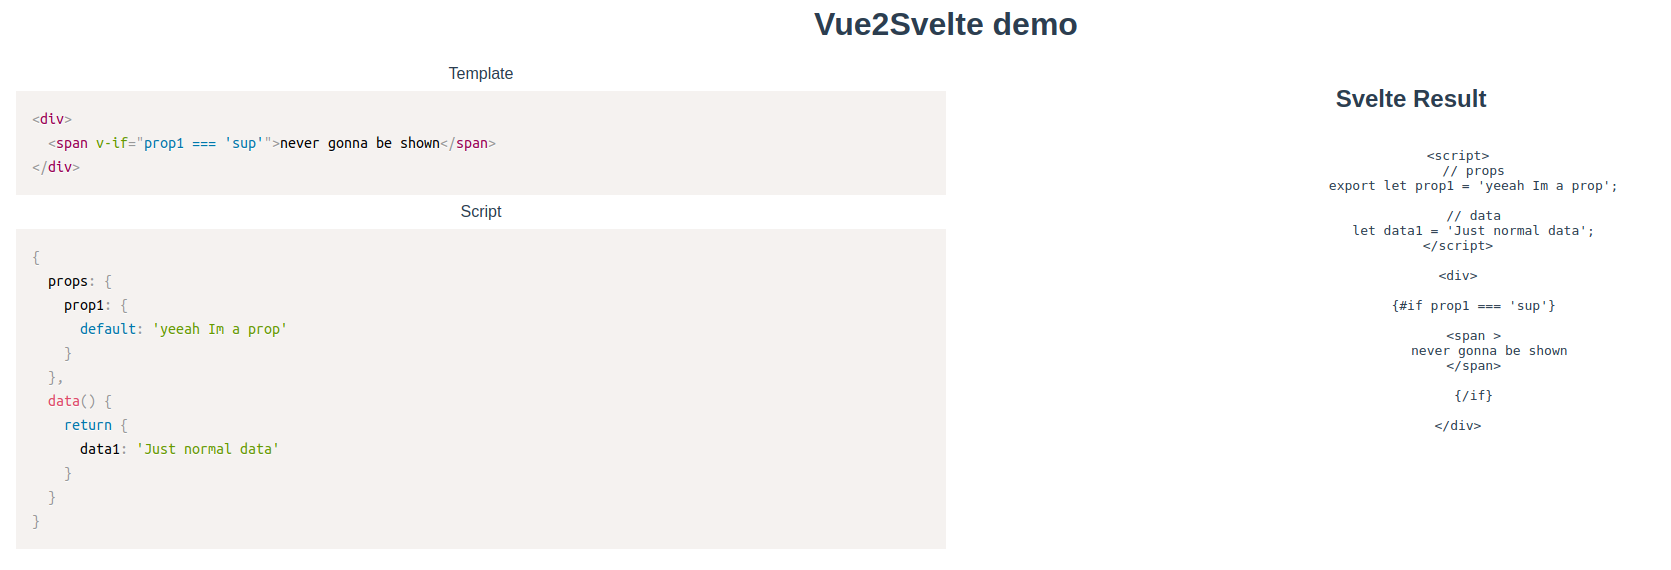 Vue2Svelte demo
Template
<div>
  <span v-if="prop1 === 'sup'">never gonna be shown</span>
</div>
Script
{
  props: {
    prop1: {
      default: 'yeeah Im a prop'
    }
  },
  data() {
    return {
      data1: 'Just normal data'
    }
  }
}
Svelte Result
<script>
// props
export let prop1 = 'yeeah Im a prop';
// data
let data1 = 'Just normal data';
</script>
<div>
{#if prop1 === 'sup'}
<span >
never gonna be shown
</span>
{/if}
</div>